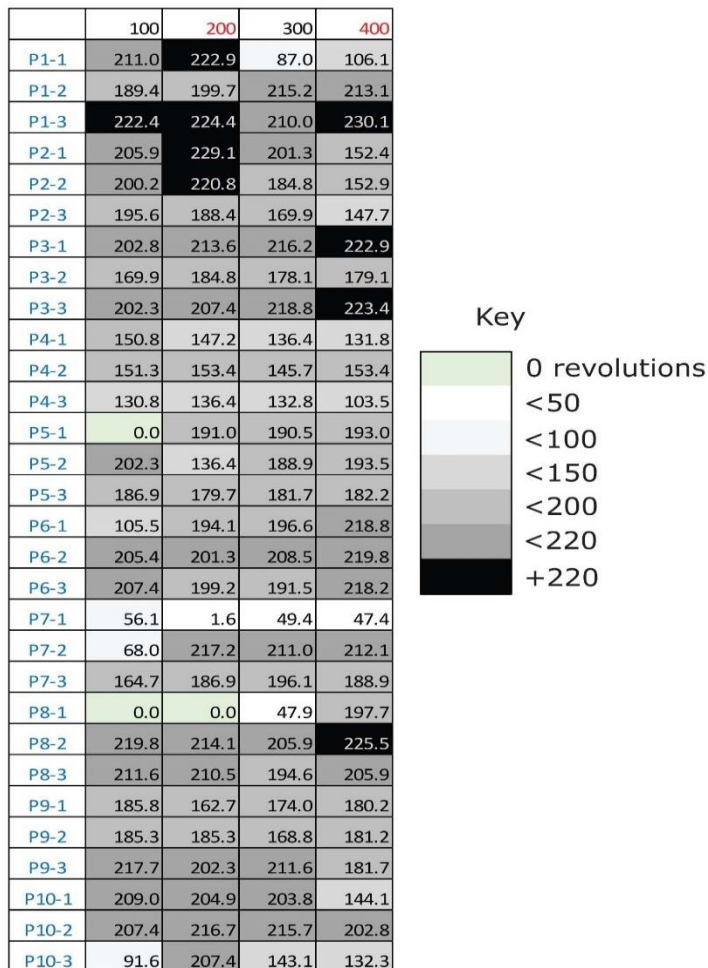 100 200 300 400
P1-1 211.0 222.9 87.0 106.1
P1-2 189.4 199.7 215.2 213.1
P1-3 222.4 224.4 210.0 230.1
P2-1 205.9 229.1 201.3 152.4
P2-2 200.2 220.8 184.8 152.9
P2-3 195.6 188.4 169.9 147.7
P3-1 202.8 213.6 216.2 222.9
P3-2 169.9 184.8 178.1 179.1
P3-3 202.3 207.4 218.8 223.4
P4-1 150.8 147.2 136.4 131.8
P4-2 151.3 153.4 145.7 153.4
P4-3 130.8 136.4 132.8 103.5
P5-1 0.0 191.0 190.5 193.0
P5-2 202.3 136.4 188.9 193.5
P5-3 186.9 179.7 181.7 182.2
P6-1 105.5 194.1 196.6 218.8
P6-2 205.4 201.3 208.5 219.8
P6-3 207.4 199.2 191.5 218.2
P7-1 56.1 1.6 49.4 47.4
P7-2 68.0 217.2 211.0 212.1
P7-3 164.7 186.9 196.1 188.9
P8-1 0.0 0.0 47.9 197.7
P8-2 219.8 214.1 205.9 225.5
P8-3 211.6 210.5 194.6 205.9
P9-1 185.8 162.7 174.0 180.2
P9-2 185.3 185.3 168.8 181.2
P9-3 217.7 202.3 211.6 181.7
P10-1 209.0 204.9 203.8 144.1
P10-2 207.4 216.7 215.7 202.8
P10-3 91.6 207.4 143.1 132.3
Key
0 revolutions
<50
<100
<150
<200
<220
+220